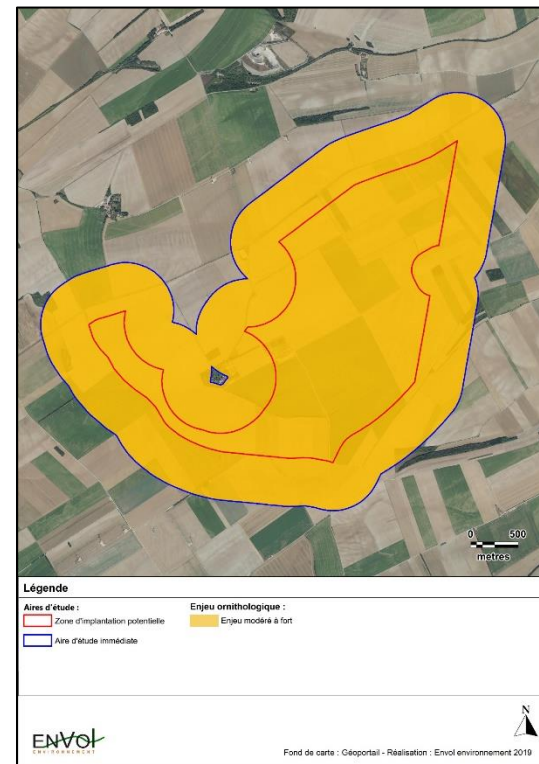 0 500
metres
Légende
Aires d'étude :
Zone d'implantation potentielle
Aire d'étude immédiate
Enjeu ornithologique :
Enjeu modéré à fort
N
ENVOL
ENVIRONNEMENT
Fond de carte : Géoportail - Réalisation : Envol environnement 2019